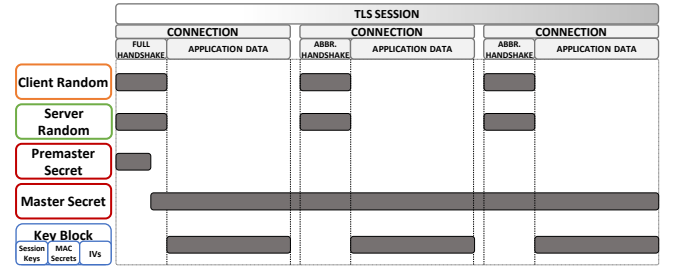 TLS SESSION
CONNECTION CONNECTION CONNECTION
FULL HANDSHAKE APPLICATION DATA ABBR. HANDSHAKE APPLICATION DATA ABBR. HANDSHAKE APPLICATION DATA
Client Random
Server
Random
Premaster
Secret
Master Secret
Key Block
Session
Keys
MAC
Secrets
IVs